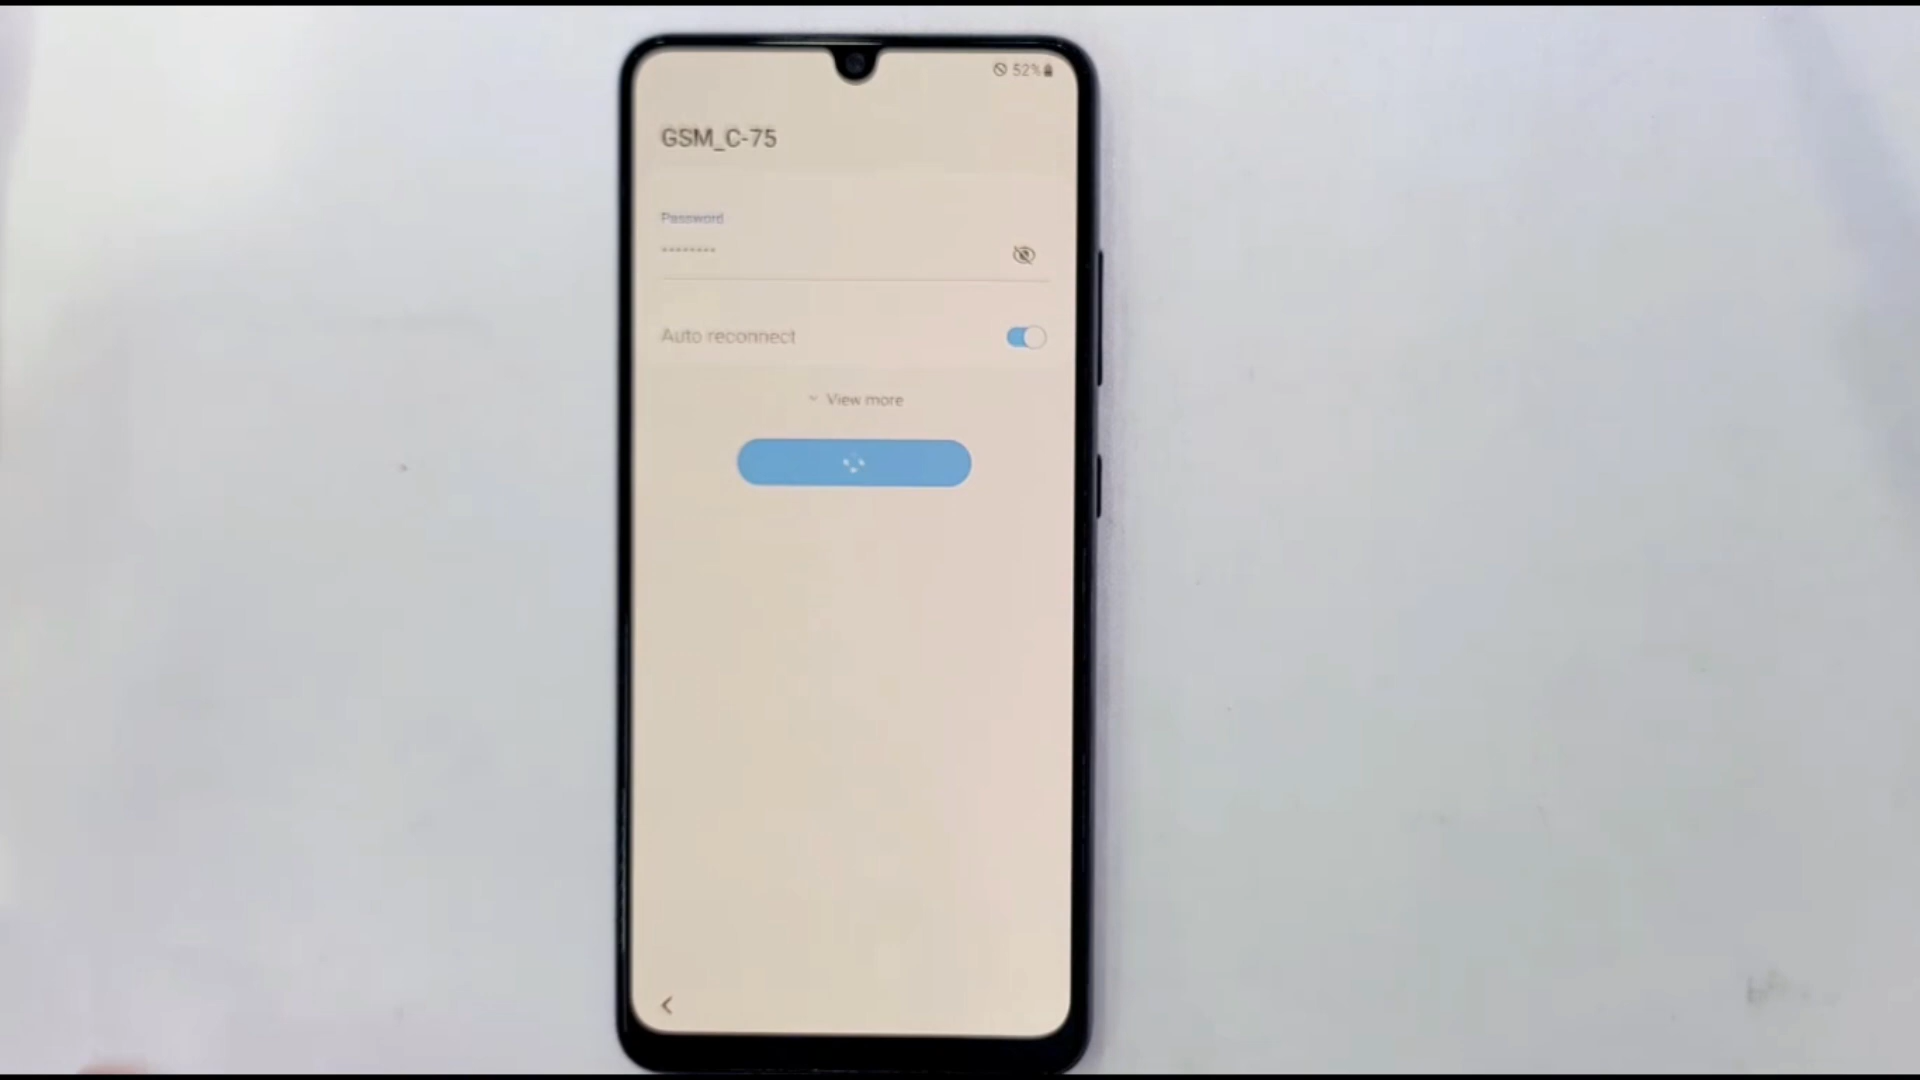 52%
GSM_C-75
Password
••••••••
Auto reconnect
View more